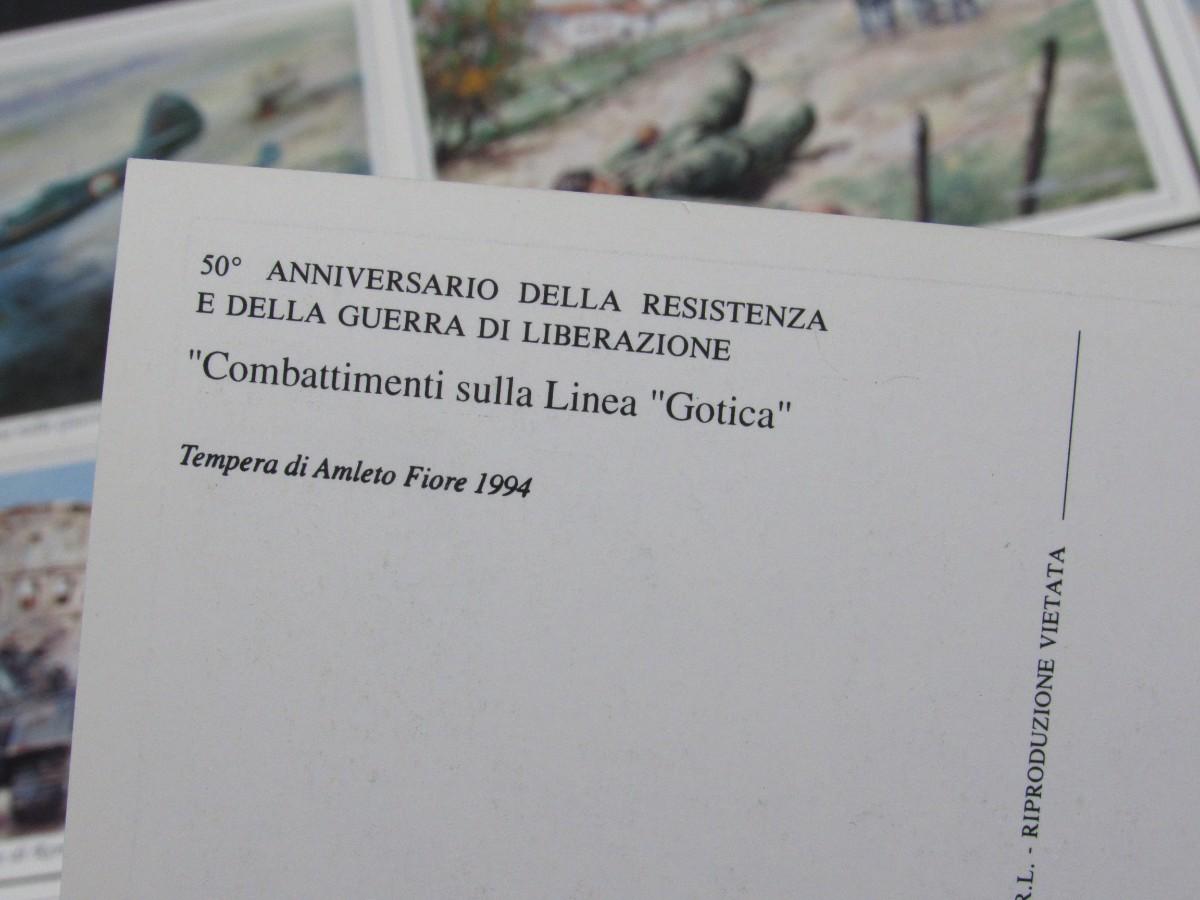 50° ANNIVERSARIO DELLA RESISTENZA
E DELLA GUERRA DI LIBERAZIONE
"Combattimenti sulla Linea "Gotica"
Tempera di Amleto Fiore 1994
R.L. - RIPRODUZIONE VIETATA